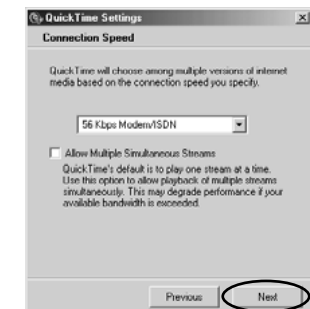 QuickTime Settings
Connection Speed
QuickTime will choose among multiple versions of internet
media based on the connection speed you specify.
56 Kbps Modem/ISDN
Allow Multiple Simultaneous Streams
QuickTime's default is to play one stream at a time.
Use this option to allow playback of multiple streams
simultaneously. This may degrade performance if your
available bandwidth is exceeded.
Previous
Next